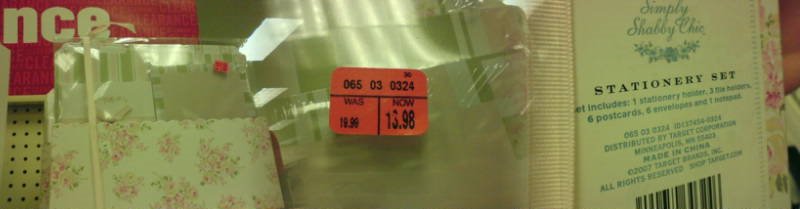 nce
CLEARANCE
065 03 0324
WAS NOW
19.99 13.98
Simply
Shabby Chic
STATIONERY SET
et includes: 1 stationery holder, 3 file holders,
6 postcards, 6 envelopes and 1 notepad.
065 03 0324
DISTRIBUTED BY TARGET CORPORATION
MINNEAPOLIS, MN 55403
MADE IN CHINA
©2007 TARGET BRANDS, INC.
ALL RIGHTS RESERVED SHOP TARGET.COM